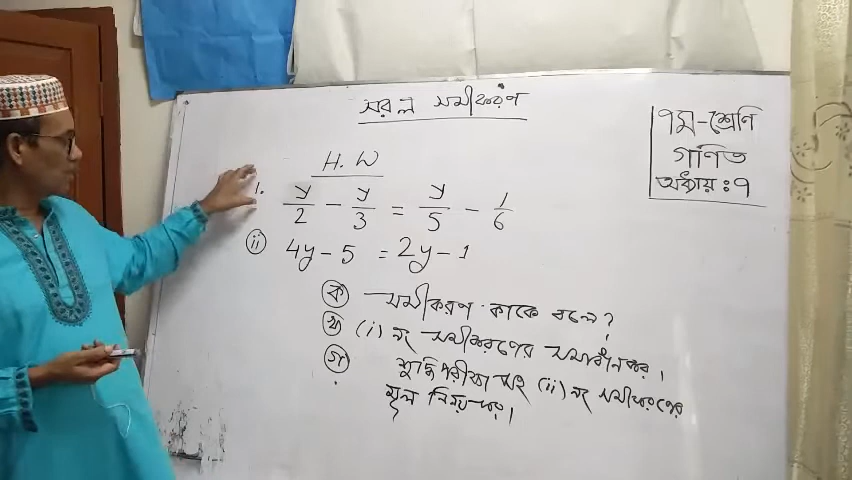 সরল সমীকরণ
৭ম-শ্রেণি
গণিত
অধ্যায়ঃ ৭
H.W
1. y/2 - y/3 = y/5 - 1/6
(ii) 4y - 5 = 2y - 1
(ক) সমীকরণ কাকে বলে?
(খ) (i) নং সমীকরণের সমাধান কর।
(গ) শুদ্ধি পরীক্ষা সহ (ii) নং সমীকরণের
মূল নির্ণয় কর।